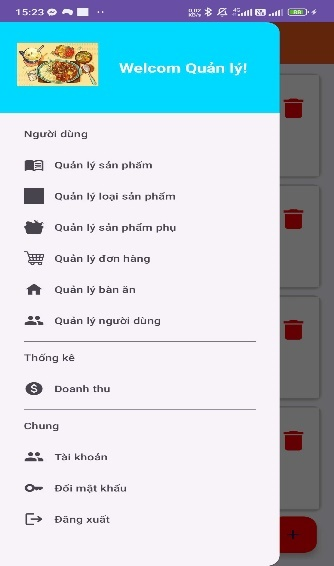 15:23
4G
88
Welcom Quản lý!
Người dùng
Quản lý sản phẩm
Quản lý loại sản phẩm
Quản lý sản phẩm phụ
Quản lý đơn hàng
Quản lý bàn ăn
Quản lý người dùng
Thống kê
Doanh thu
Chung
Tài khoản
Đổi mật khẩu
Đăng xuất